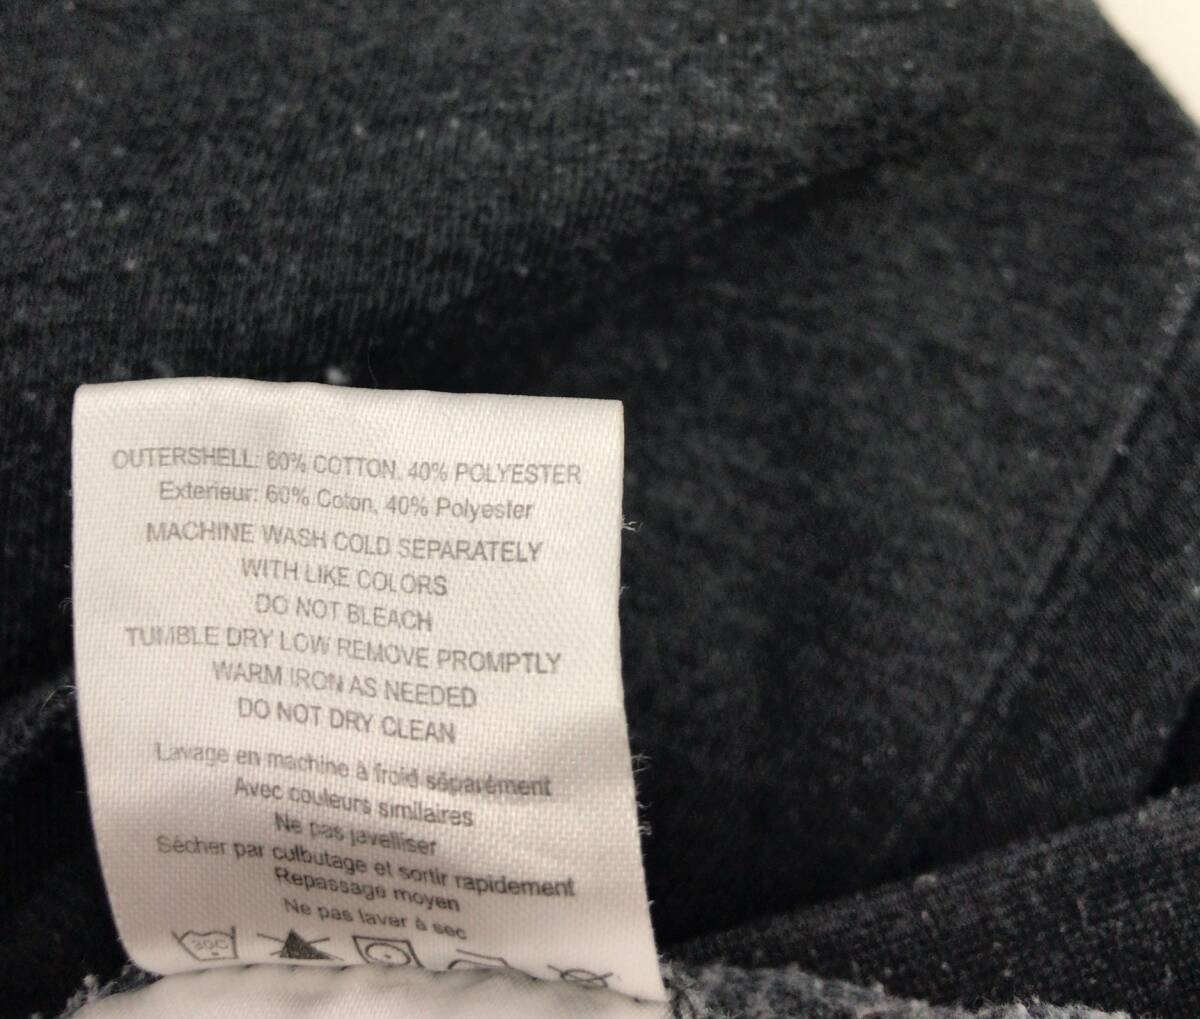 OUTERSHELL: 60% COTTON, 40% POLYESTER
Exterieur: 60% Coton, 40% Polyester
MACHINE WASH COLD SEPARATELY
WITH LIKE COLORS
DO NOT BLEACH
TUMBLE DRY LOW REMOVE PROMPTLY
WARM IRON AS NEEDED
DO NOT DRY CLEAN
Lavage en machine à froid séparément
Avec couleurs similaires
Ne pas javelliser
Sécher par culbutage et sortir rapidement
Repassage moyen
Ne pas laver à sec
30C